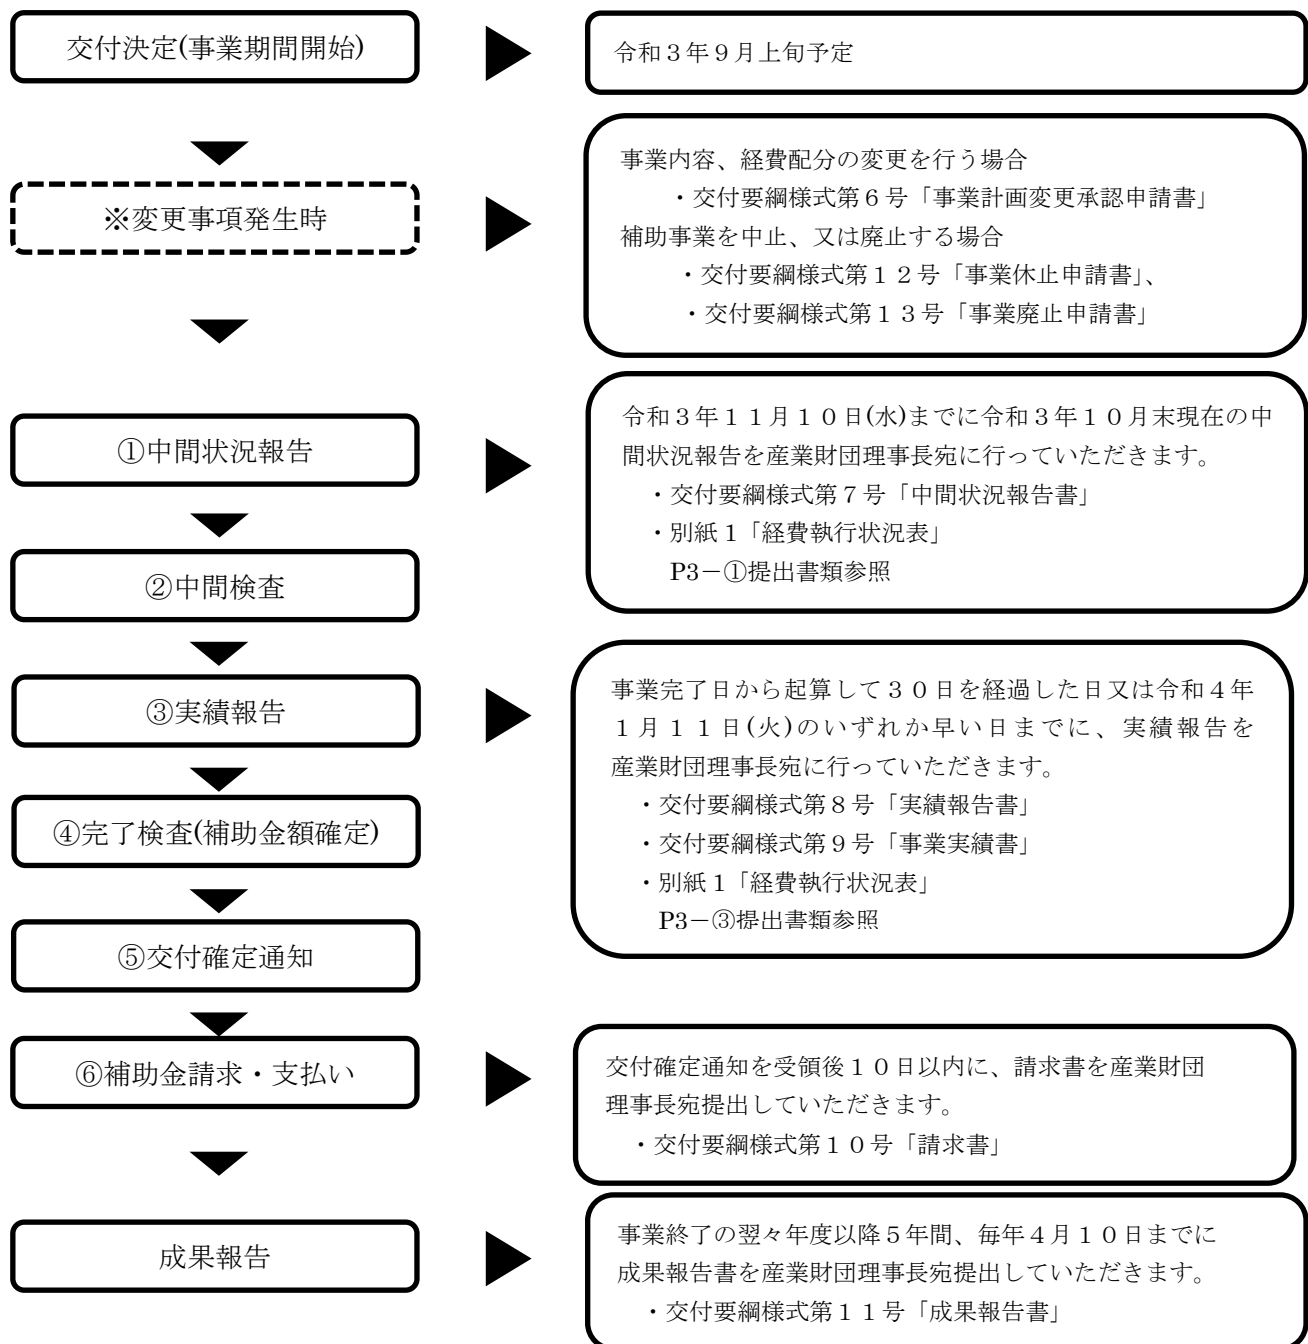 交付決定(事業期間開始)
令和３年９月上旬予定
※変更事項発生時
事業内容、経費配分の変更を行う場合
・交付要綱様式第６号「事業計画変更承認申請書」
補助事業を中止、又は廃止する場合
・交付要綱様式第１２号「事業休止申請書」、
・交付要綱様式第１３号「事業廃止申請書」
①中間状況報告
令和３年１１月１０日(水)までに令和３年１０月末現在の中
間状況報告を産業財団理事長宛に行っていただきます。
・交付要綱様式第７号「中間状況報告書」
・別紙１「経費執行状況表」
P3－①提出書類参照
②中間検査
③実績報告
事業完了日から起算して３０日を経過した日又は令和４年
１月１１日(火)のいずれか早い日までに、実績報告を
産業財団理事長宛に行っていただきます。
・交付要綱様式第８号「実績報告書」
・交付要綱様式第９号「事業実績書」
・別紙１「経費執行状況表」
P3－③提出書類参照
④完了検査(補助金額確定)
⑤交付確定通知
⑥補助金請求・支払い
交付確定通知を受領後１０日以内に、請求書を産業財団
理事長宛提出していただきます。
・交付要綱様式第１０号「請求書」
成果報告
事業終了の翌々年度以降５年間、毎年４月１０日までに
成果報告書を産業財団理事長宛提出していただきます。
・交付要綱様式第１１号「成果報告書」